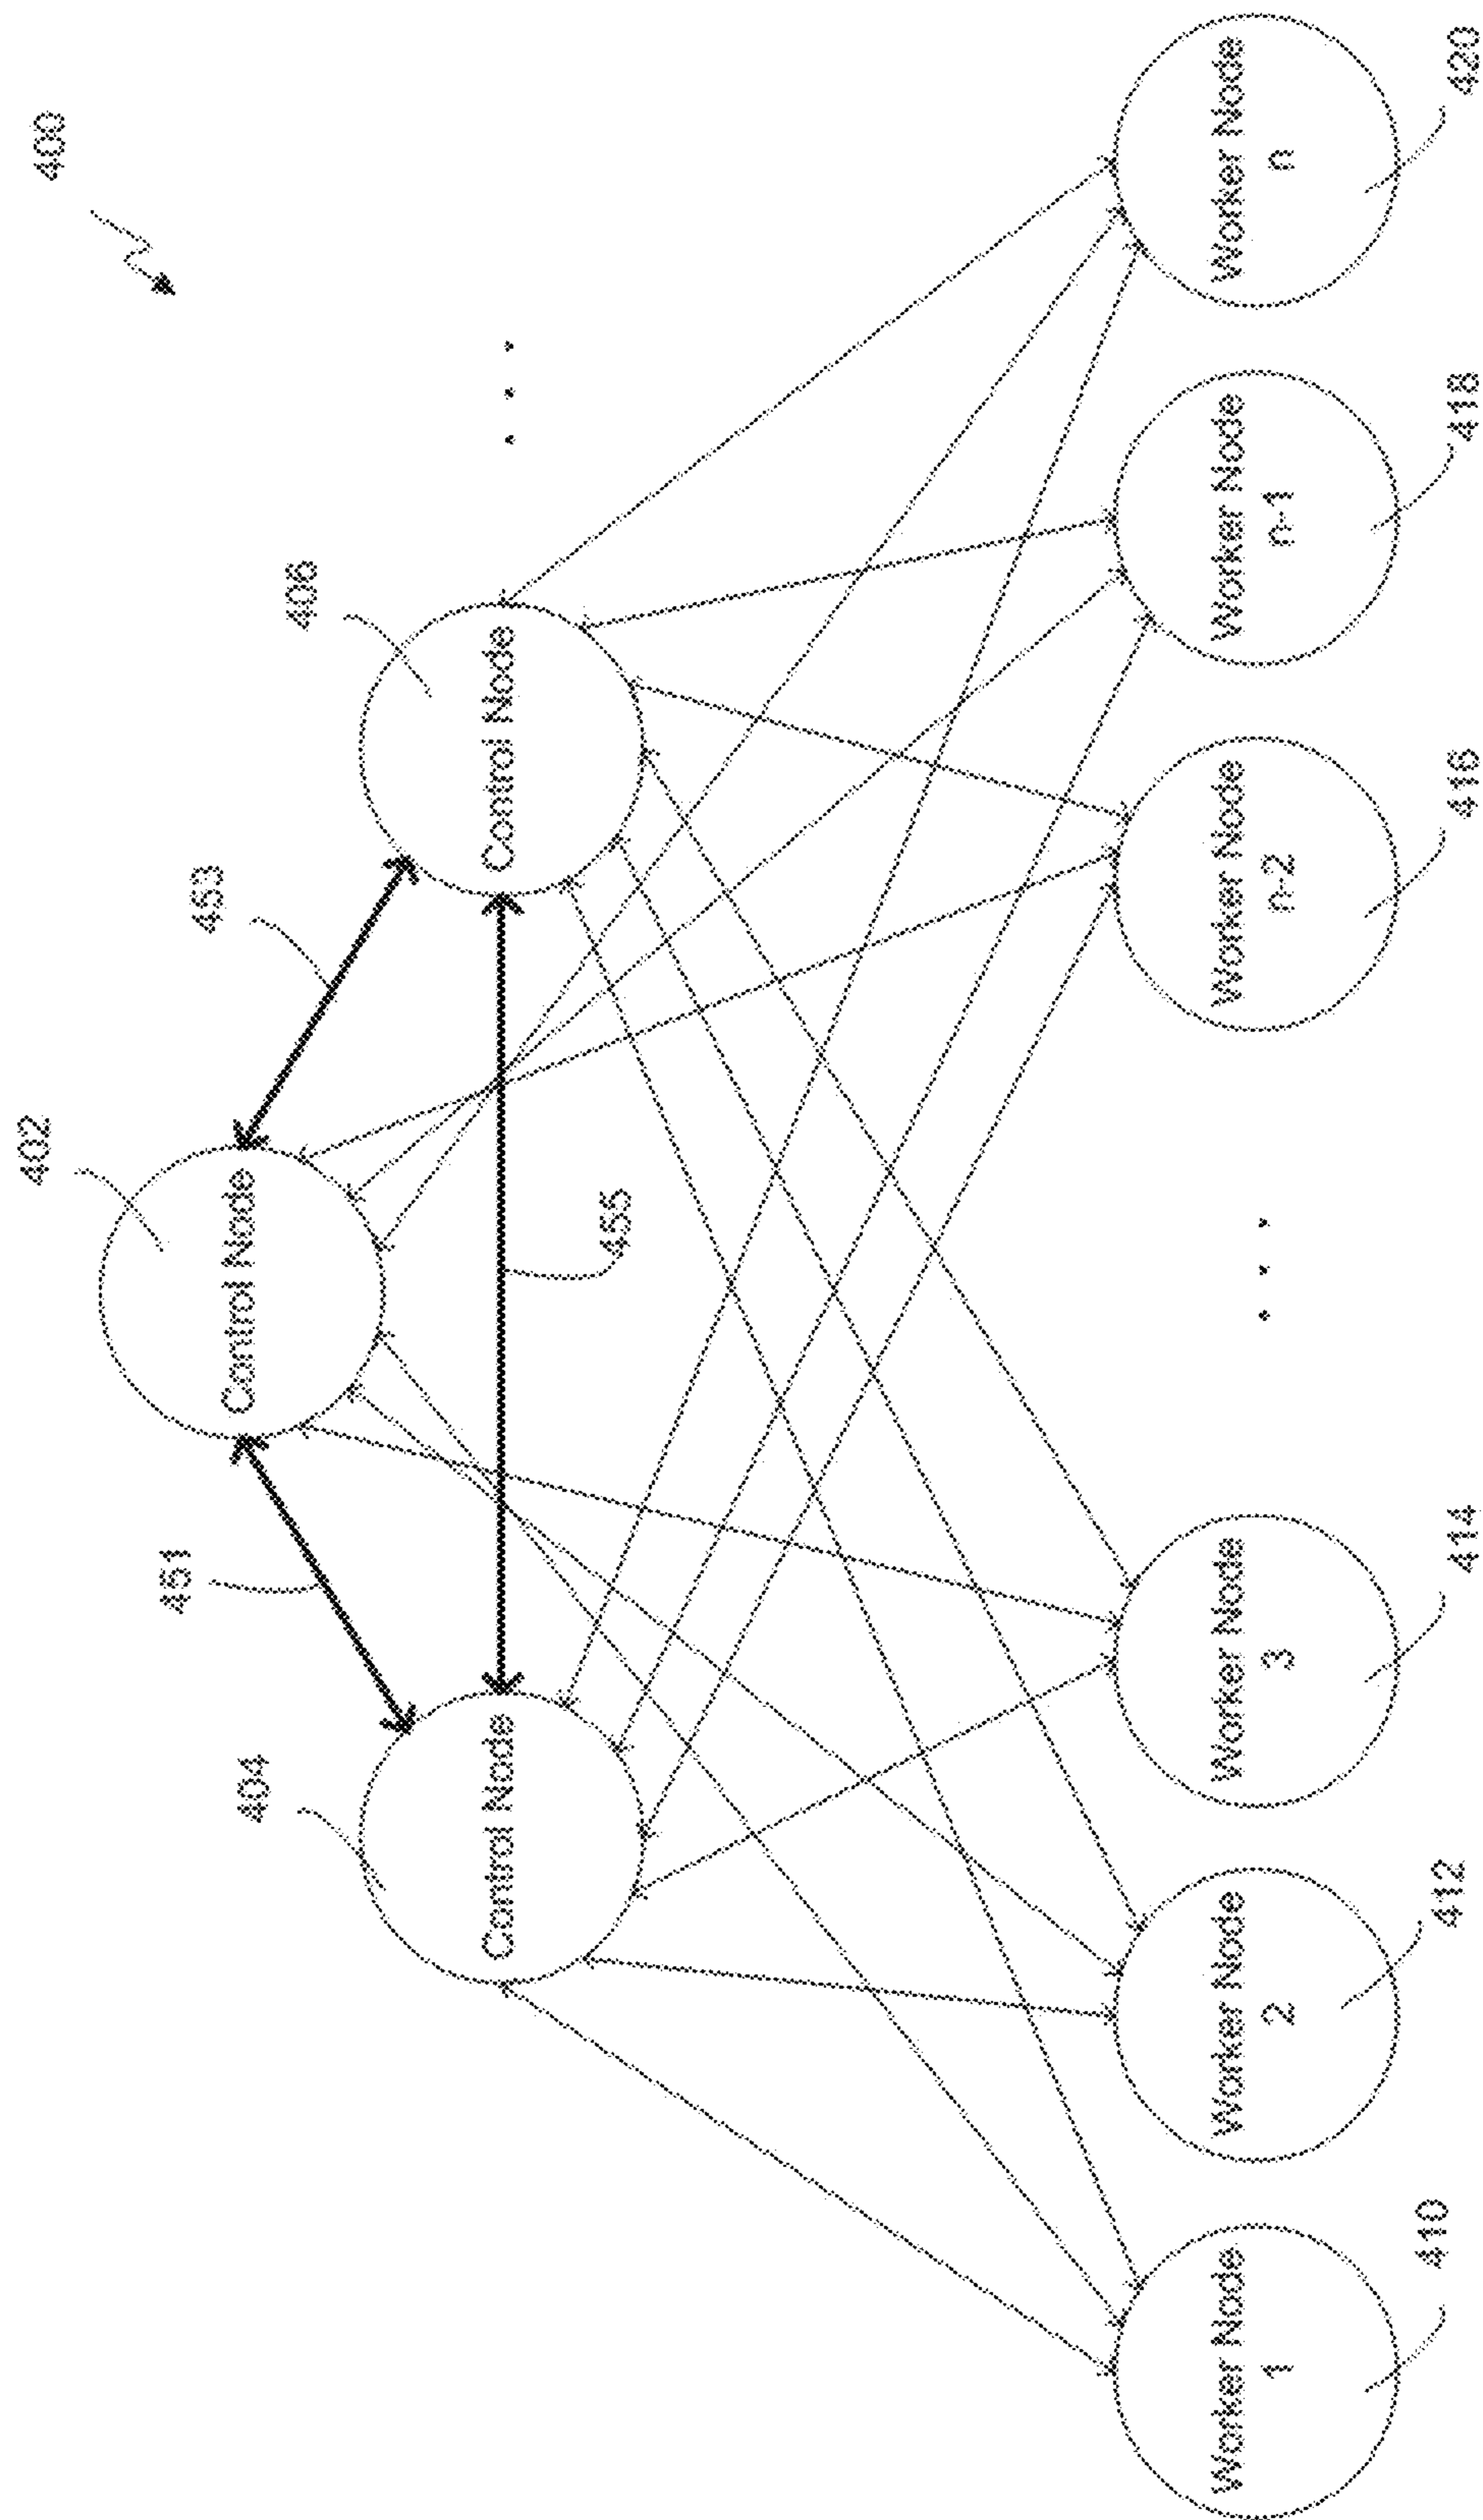 400
402
Control Node
451
453
404
Control Node
406
Control Node
. . .
455
Worker Node
1
410
Worker Node
2
412
Worker Node
3
414
. . .
Worker Node
n-2
416
Worker Node
n-1
418
Worker Node
n
420